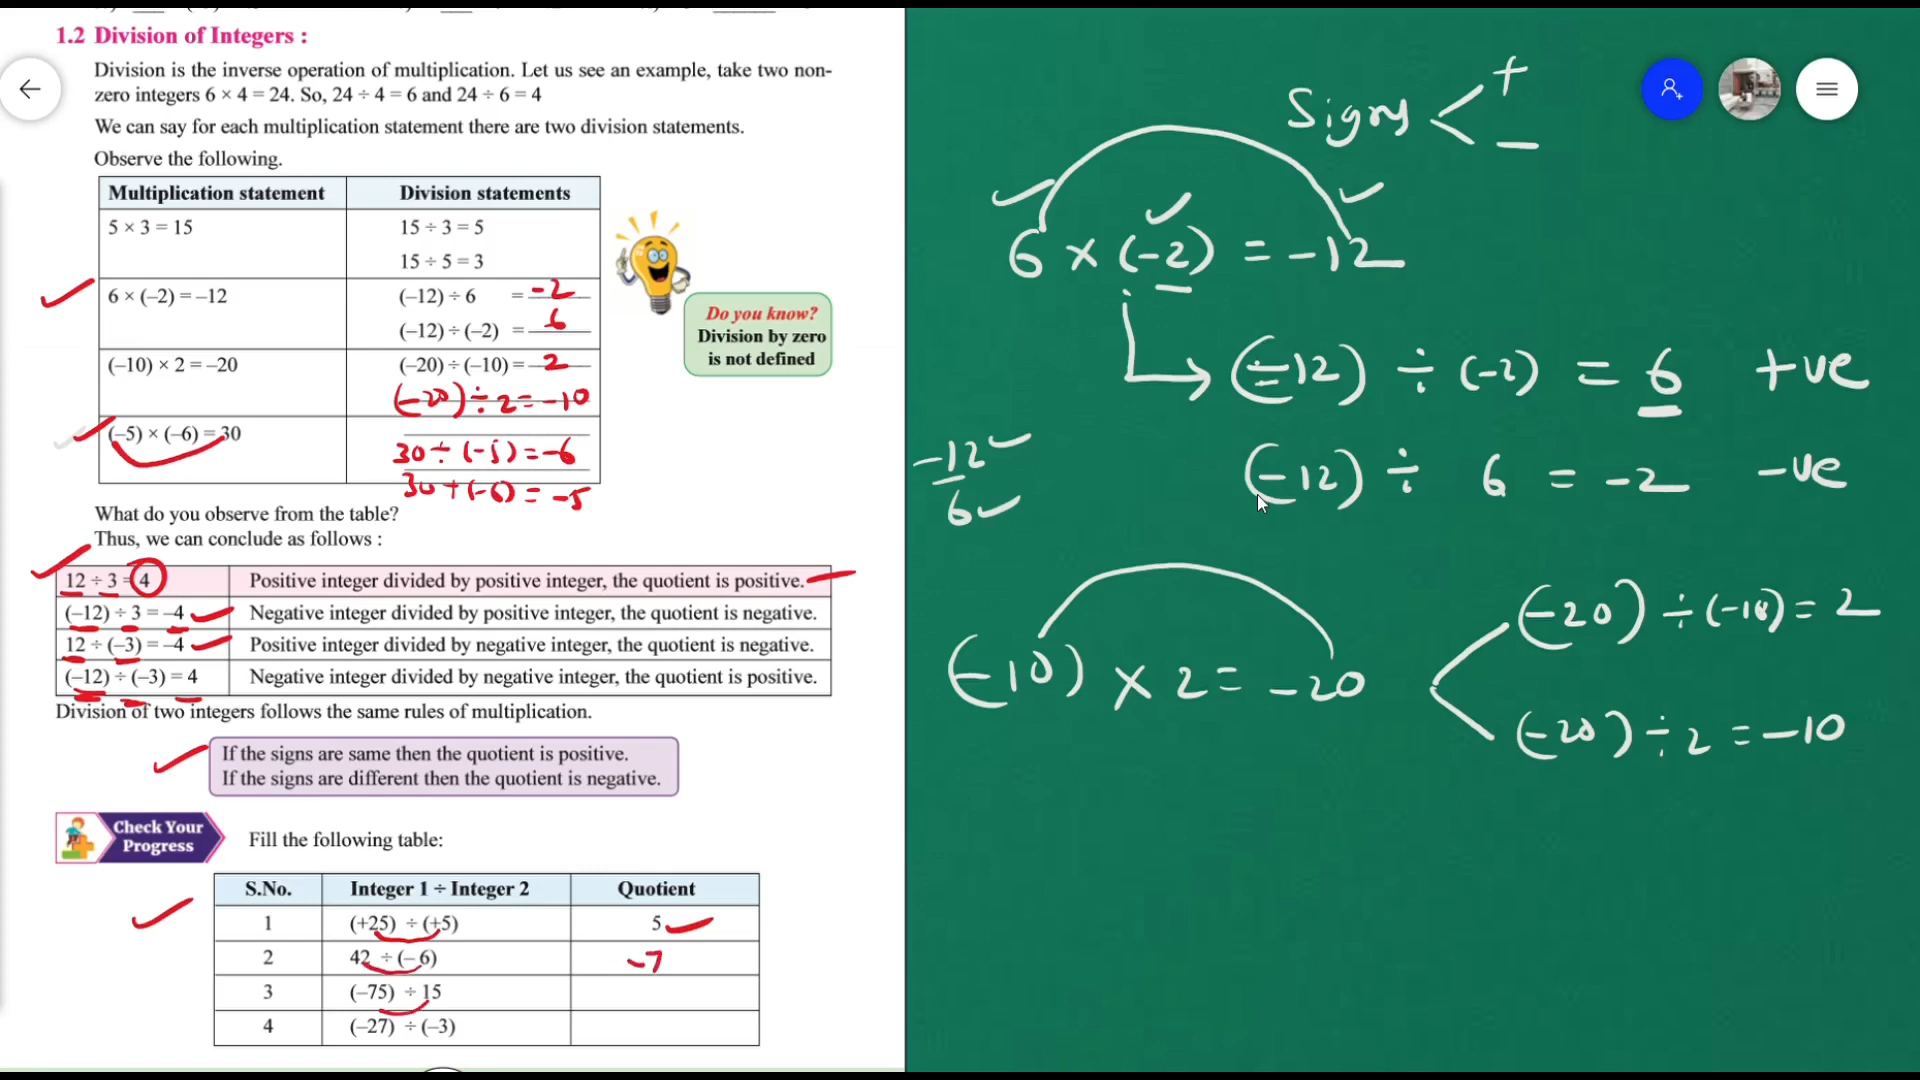 1.2 Division of Integers :
Division is the inverse operation of multiplication. Let us see an example, take two non-
zero integers 6 × 4 = 24. So, 24 ÷ 4 = 6 and 24 ÷ 6 = 4
We can say for each multiplication statement there are two division statements.
Observe the following.
Multiplication statement Division statements
5 × 3 = 15 15 ÷ 3 = 5
15 ÷ 5 = 3
6 × (–2) = –12 (–12) ÷ 6 = -2
(–12) ÷ (–2) = 6
(–10) × 2 = –20 (–20) ÷ (–10) = 2
(-20) ÷ 2 = -10
(–5) × (–6) = 30
30 ÷ (-5) = -6
30 ÷ (-6) = -5
Do you know?
Division by zero
is not defined
What do you observe from the table?
Thus, we can conclude as follows :
12 ÷ 3 = 4 Positive integer divided by positive integer, the quotient is positive.
(–12) ÷ 3 = –4 Negative integer divided by positive integer, the quotient is negative.
12 ÷ (–3) = –4 Positive integer divided by negative integer, the quotient is negative.
(–12) ÷ (–3) = 4 Negative integer divided by negative integer, the quotient is positive.
Division of two integers follows the same rules of multiplication.
If the signs are same then the quotient is positive.
If the signs are different then the quotient is negative.
Check Your
Progress
Fill the following table:
S.No. Integer 1 ÷ Integer 2 Quotient
1 (+25) ÷ (+5) 5
2 42 ÷ (– 6) -7
3 (–75) ÷ 15
4 (–27) ÷ (–3)
Signs < +
–
6 × (-2) = -12
(-12) ÷ (-2) = 6 +ve
-12
6
(-12) ÷ 6 = -2 -ve
(-10) × 2 = -20
(-20) ÷ (-10) = 2
(-20) ÷ 2 = -10